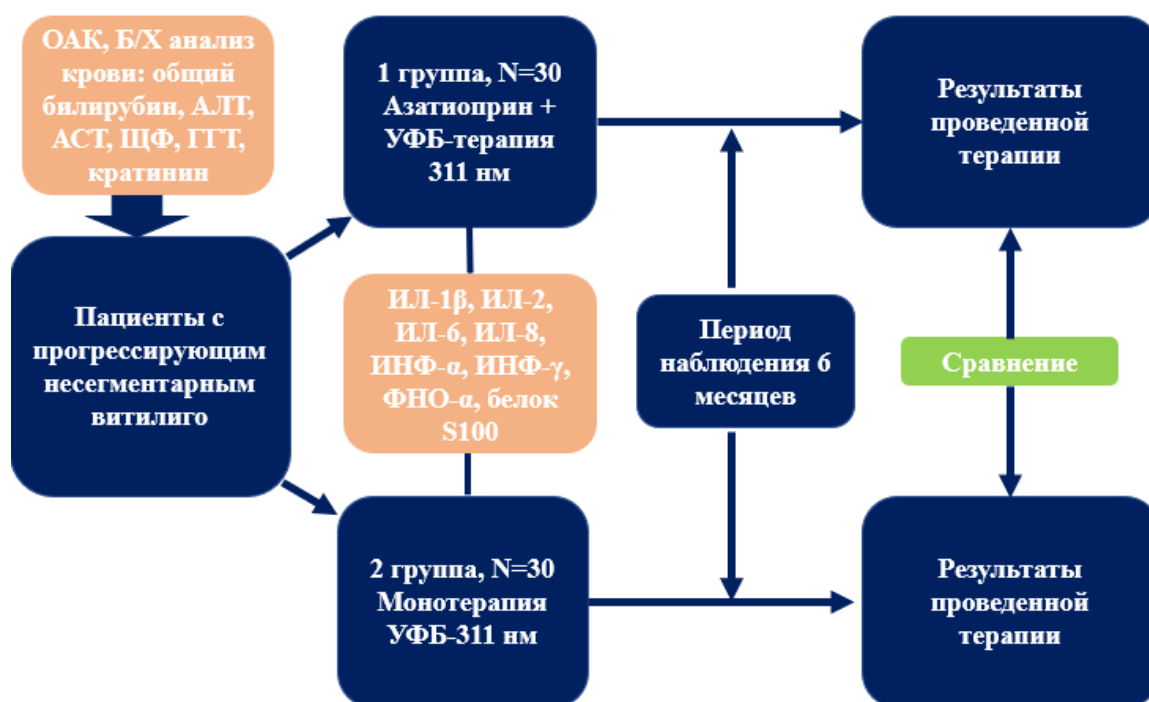 ОАК, Б/Х анализ
крови: общий
билирубин, АЛТ,
АСТ, ЩФ, ГГТ,
кратинин
Пациенты с
прогрессирующим
несегментарным
витилиго
1 группа, N=30
Азатиоприн +
УФБ-терапия
311 нм
ИЛ-1β, ИЛ-2,
ИЛ-6, ИЛ-8,
ИНФ-α, ИНФ-γ,
ФНО-α, белок
S100
2 группа, N=30
Монотерапия
УФБ-311 нм
Период
наблюдения 6
месяцев
Результаты
проведенной
терапии
Сравнение
Результаты
проведенной
терапии